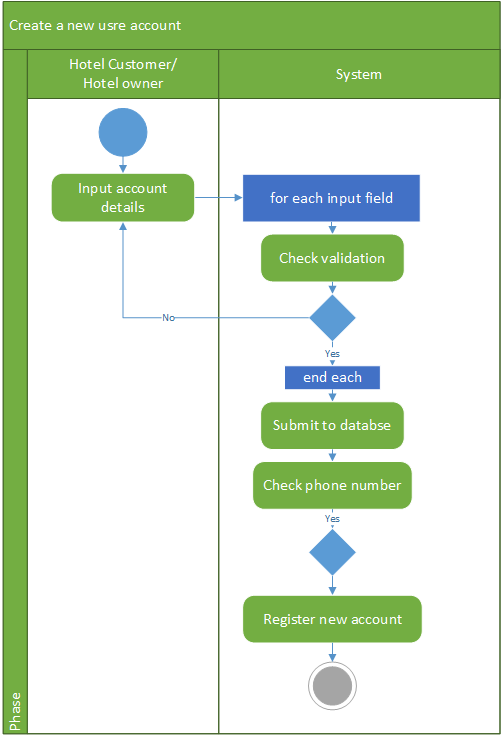 Create a new usre account
Hotel Customer/
Hotel owner
System
Input account
details
for each input field
Check validation
No
Yes
end each
Submit to databse
Check phone number
Yes
Register new account
Phase